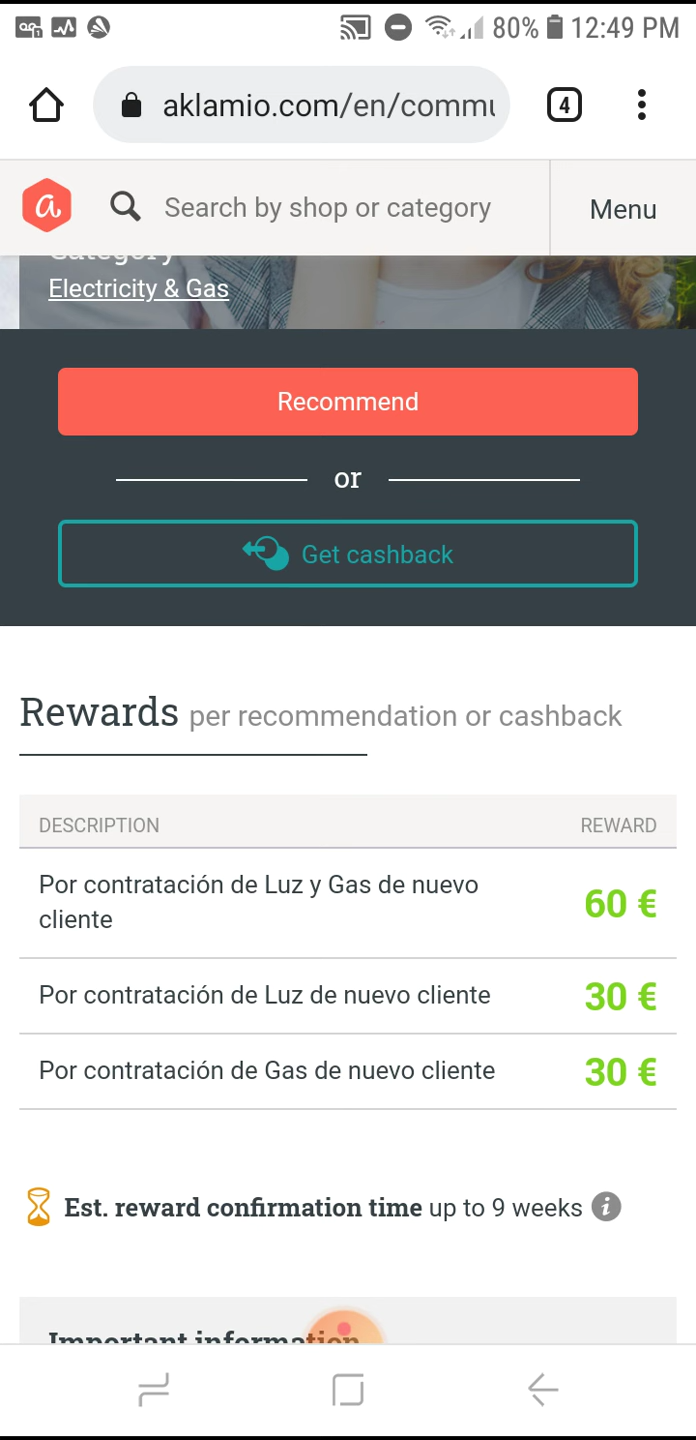 80% 12:49 PM
aklamio.com/en/commu
4
Search by shop or category
Menu
Category
Electricity & Gas
Recommend
or
Get cashback
Rewards per recommendation or cashback
DESCRIPTION REWARD
Por contratación de Luz y Gas de nuevo
cliente
60 €
Por contratación de Luz de nuevo cliente 30 €
Por contratación de Gas de nuevo cliente 30 €
Est. reward confirmation time up to 9 weeks
Important information